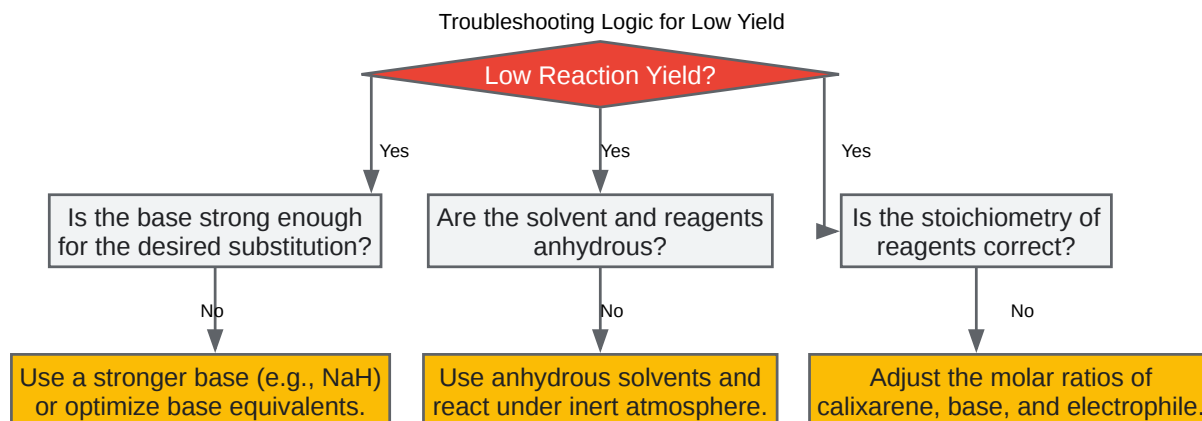 Troubleshooting Logic for Low Yield
Low Reaction Yield?
Yes
Yes
Yes
Is the base strong enough
for the desired substitution?
Are the solvent and reagents
anhydrous?
Is the stoichiometry of
reagents correct?
No
No
No
Use a stronger base (e.g., NaH)
or optimize base equivalents.
Use anhydrous solvents and
react under inert atmosphere.
Adjust the molar ratios of
calixarene, base, and electrophile.